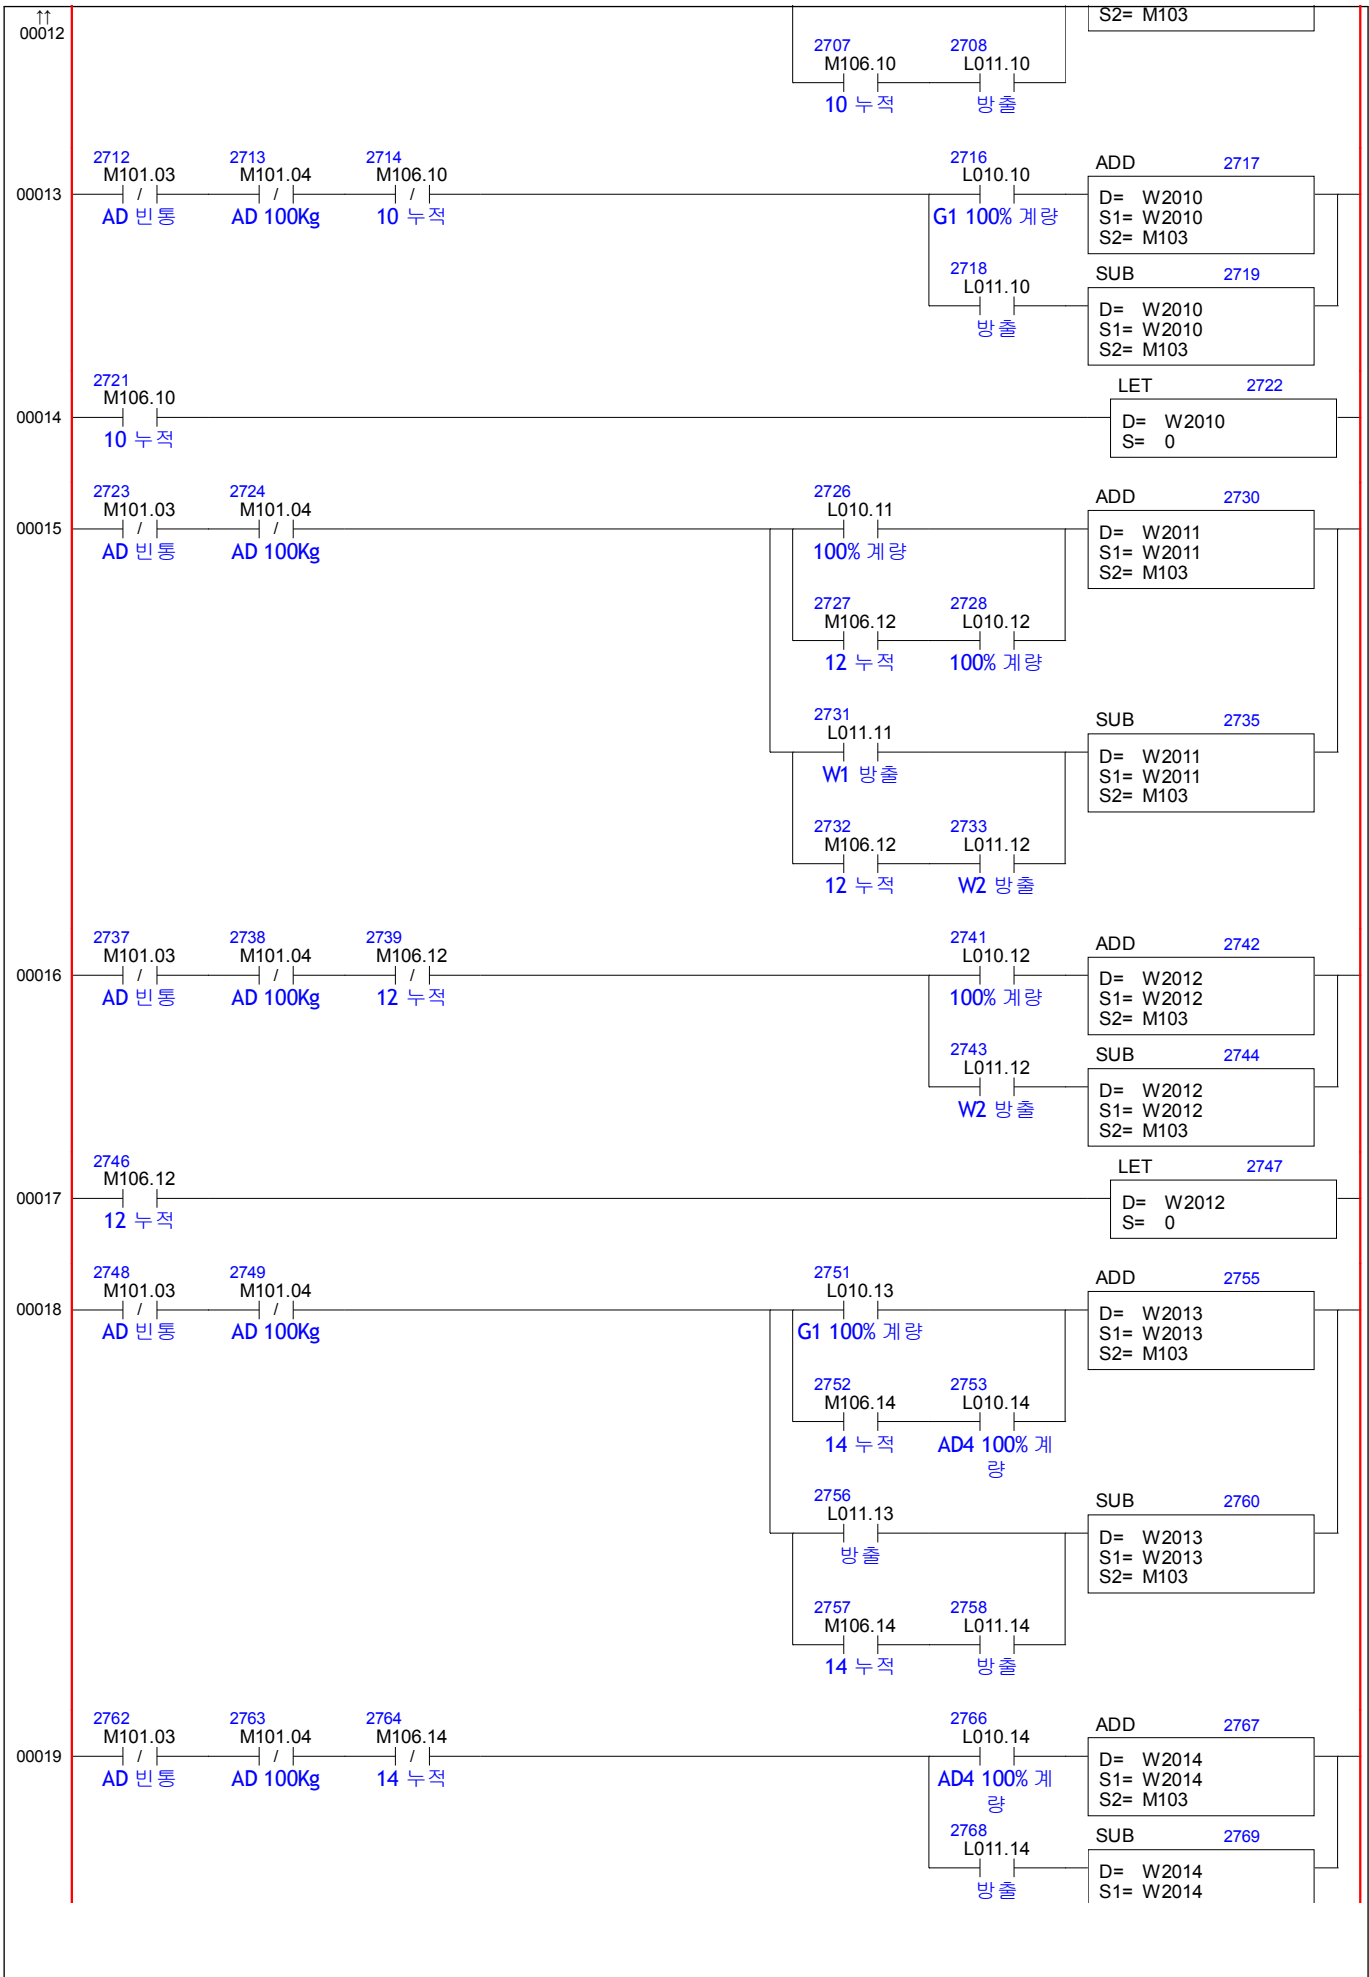 ↑↑
00012
S2= M103
2707
M106.10
10 누적
2708
L011.10
방출
00013
2712
M101.03
/
AD 빈통
2713
M101.04
/
AD 100Kg
2714
M106.10
/
10 누적
2716
L010.10
G1 100% 계량
ADD 2717
D= W2010
S1= W2010
S2= M103
2718
L011.10
방출
SUB 2719
D= W2010
S1= W2010
S2= M103
00014
2721
M106.10
10 누적
LET 2722
D= W2010
S= 0
00015
2723
M101.03
/
AD 빈통
2724
M101.04
/
AD 100Kg
2726
L010.11
100% 계량
ADD 2730
D= W2011
S1= W2011
S2= M103
2727
M106.12
12 누적
2728
L010.12
100% 계량
2731
L011.11
W1 방출
SUB 2735
D= W2011
S1= W2011
S2= M103
2732
M106.12
12 누적
2733
L011.12
W2 방출
00016
2737
M101.03
/
AD 빈통
2738
M101.04
/
AD 100Kg
2739
M106.12
/
12 누적
2741
L010.12
100% 계량
ADD 2742
D= W2012
S1= W2012
S2= M103
2743
L011.12
W2 방출
SUB 2744
D= W2012
S1= W2012
S2= M103
00017
2746
M106.12
12 누적
LET 2747
D= W2012
S= 0
00018
2748
M101.03
/
AD 빈통
2749
M101.04
/
AD 100Kg
2751
L010.13
G1 100% 계량
ADD 2755
D= W2013
S1= W2013
S2= M103
2752
M106.14
14 누적
2753
L010.14
AD4 100% 계
량
2756
L011.13
방출
SUB 2760
D= W2013
S1= W2013
S2= M103
2757
M106.14
14 누적
2758
L011.14
방출
00019
2762
M101.03
/
AD 빈통
2763
M101.04
/
AD 100Kg
2764
M106.14
/
14 누적
2766
L010.14
AD4 100% 계
량
ADD 2767
D= W2014
S1= W2014
S2= M103
2768
L011.14
방출
SUB 2769
D= W2014
S1= W2014